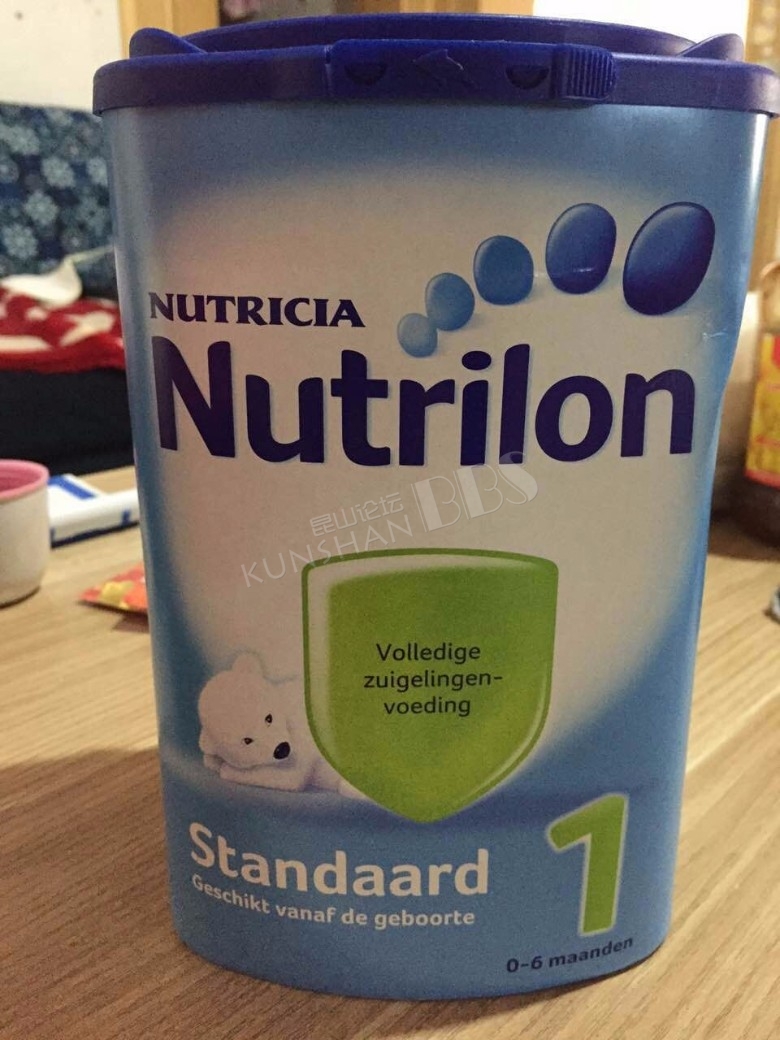 NUTRICIA
Nutrilon
昆山论坛
KUNSHAN BBS
Volledige
zuigelingen-
voeding
Standaard
Geschikt vanaf de geboorte
1
0-6 maanden